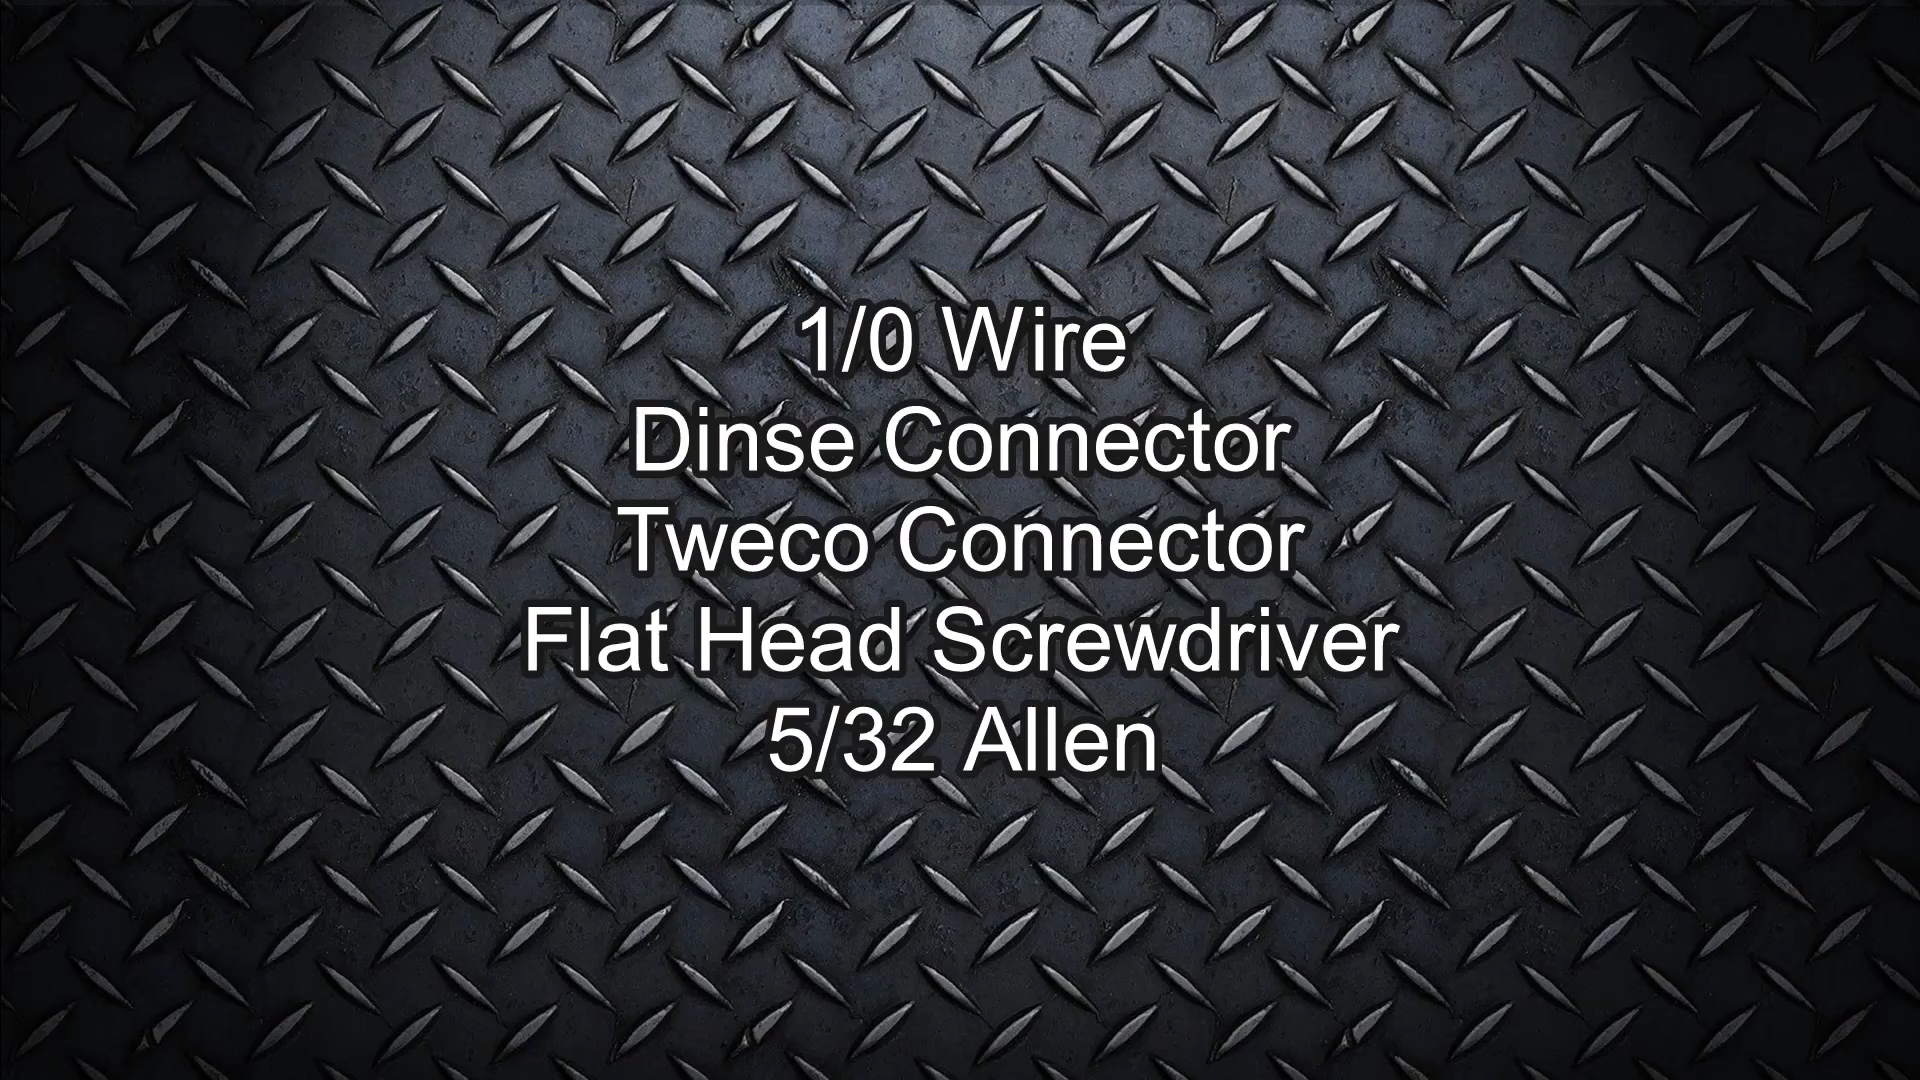 1/0 Wire
Dinse Connector
Tweco Connector
Flat Head Screwdriver
5/32 Allen